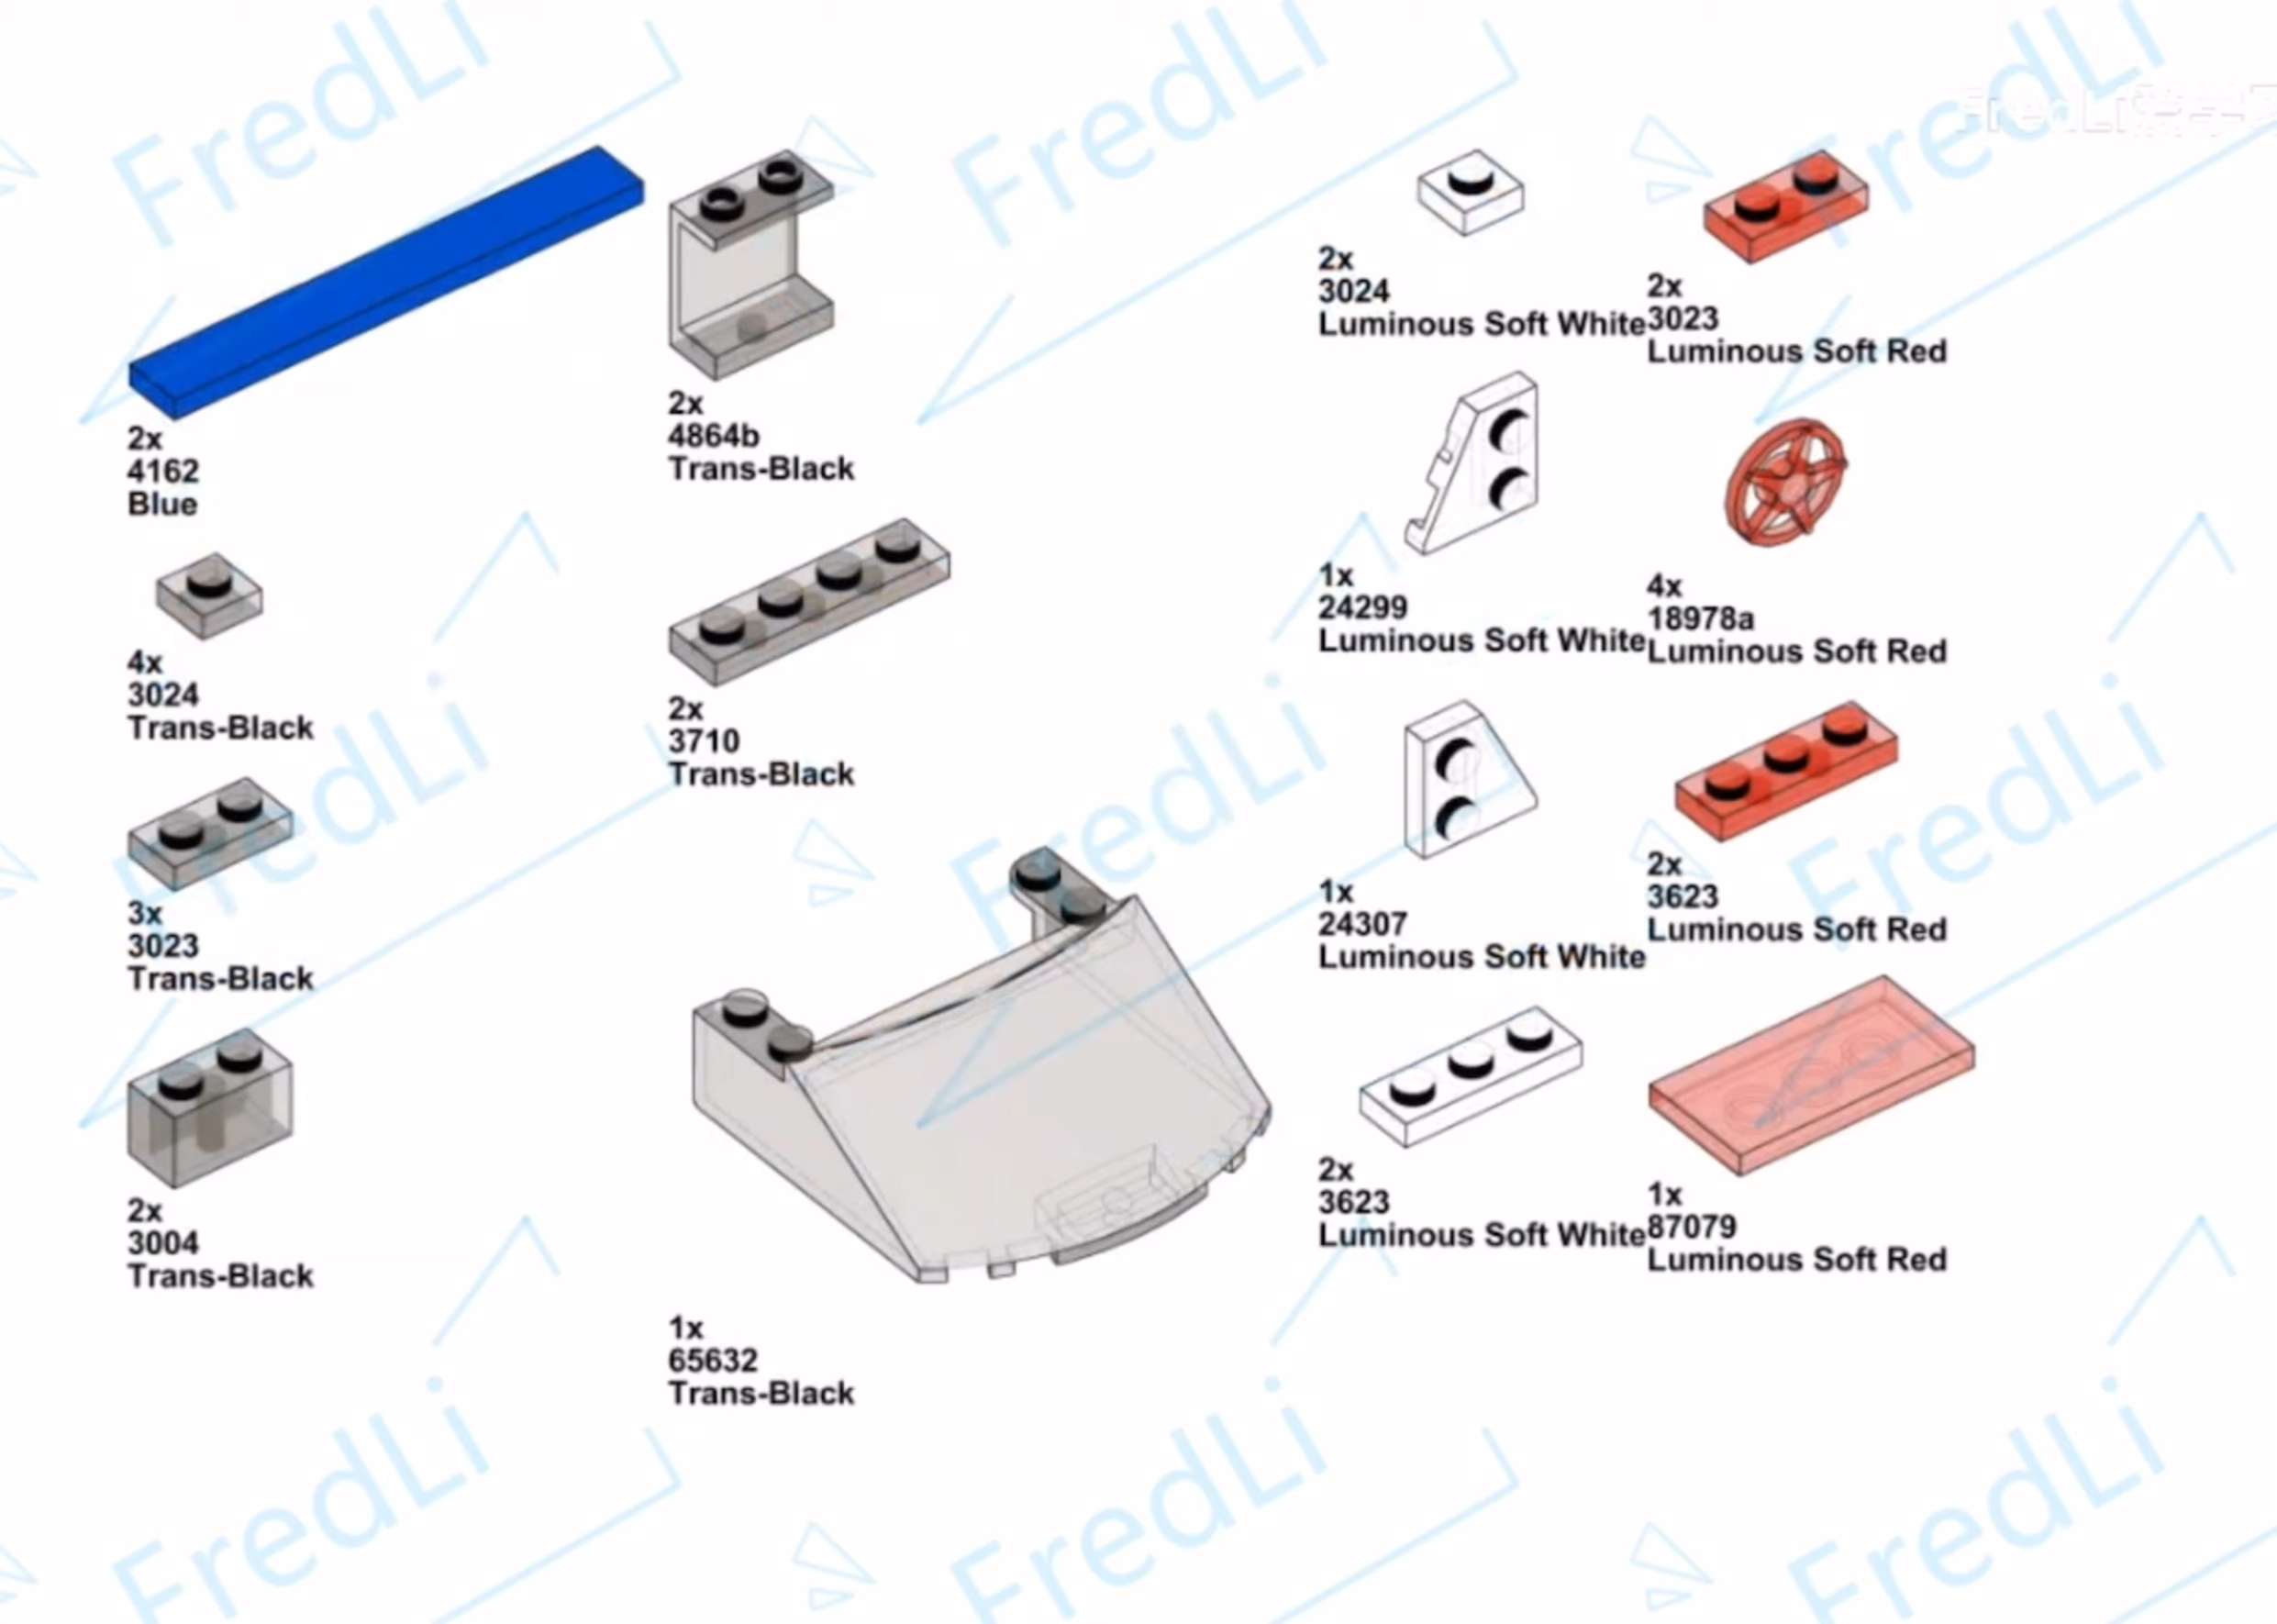 2x
4162
Blue
4x
3024
Trans-Black
3x
3023
Trans-Black
2x
3004
Trans-Black
2x
4864b
Trans-Black
2x
3710
Trans-Black
1x
65632
Trans-Black
2x
3024
Luminous Soft White
1x
24299
Luminous Soft White
1x
24307
Luminous Soft White
2x
3623
Luminous Soft White
2x
3023
Luminous Soft Red
4x
18978a
Luminous Soft Red
2x
3623
Luminous Soft Red
1x
87079
Luminous Soft Red
FredLi
FredLi
FredLi
FredLi
FredLi
FredLi
FredLi
FredLi
FredLi
FredLi